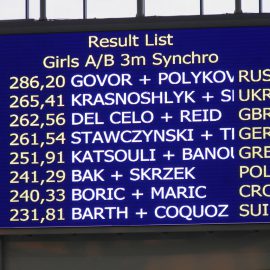 Result List
Girls A/B 3m Synchro
286,20 GOVOR + POLYKOV RUS
265,41 KRASNOSHLYK + UKR
262,56 DEL CELO + REID GBR
261,54 STAWCZYNSKI + GER
251,91 KATSOULI + BANOU GRE
241,29 BAK + SKRZEK POL
240,33 BORIC + MARIC CRO
231,81 BARTH + COQUOZ SUI